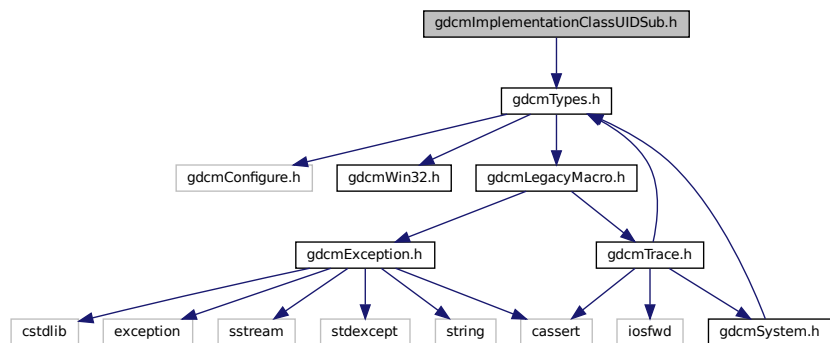 gdcmImplementationClassUIDSub.h
gdcmTypes.h
gdcmConfigure.h
gdcmWin32.h
gdcmLegacyMacro.h
gdcmException.h
gdcmTrace.h
cstdlib
exception
sstream
stdexcept
string
cassert
iosfwd
gdcmSystem.h